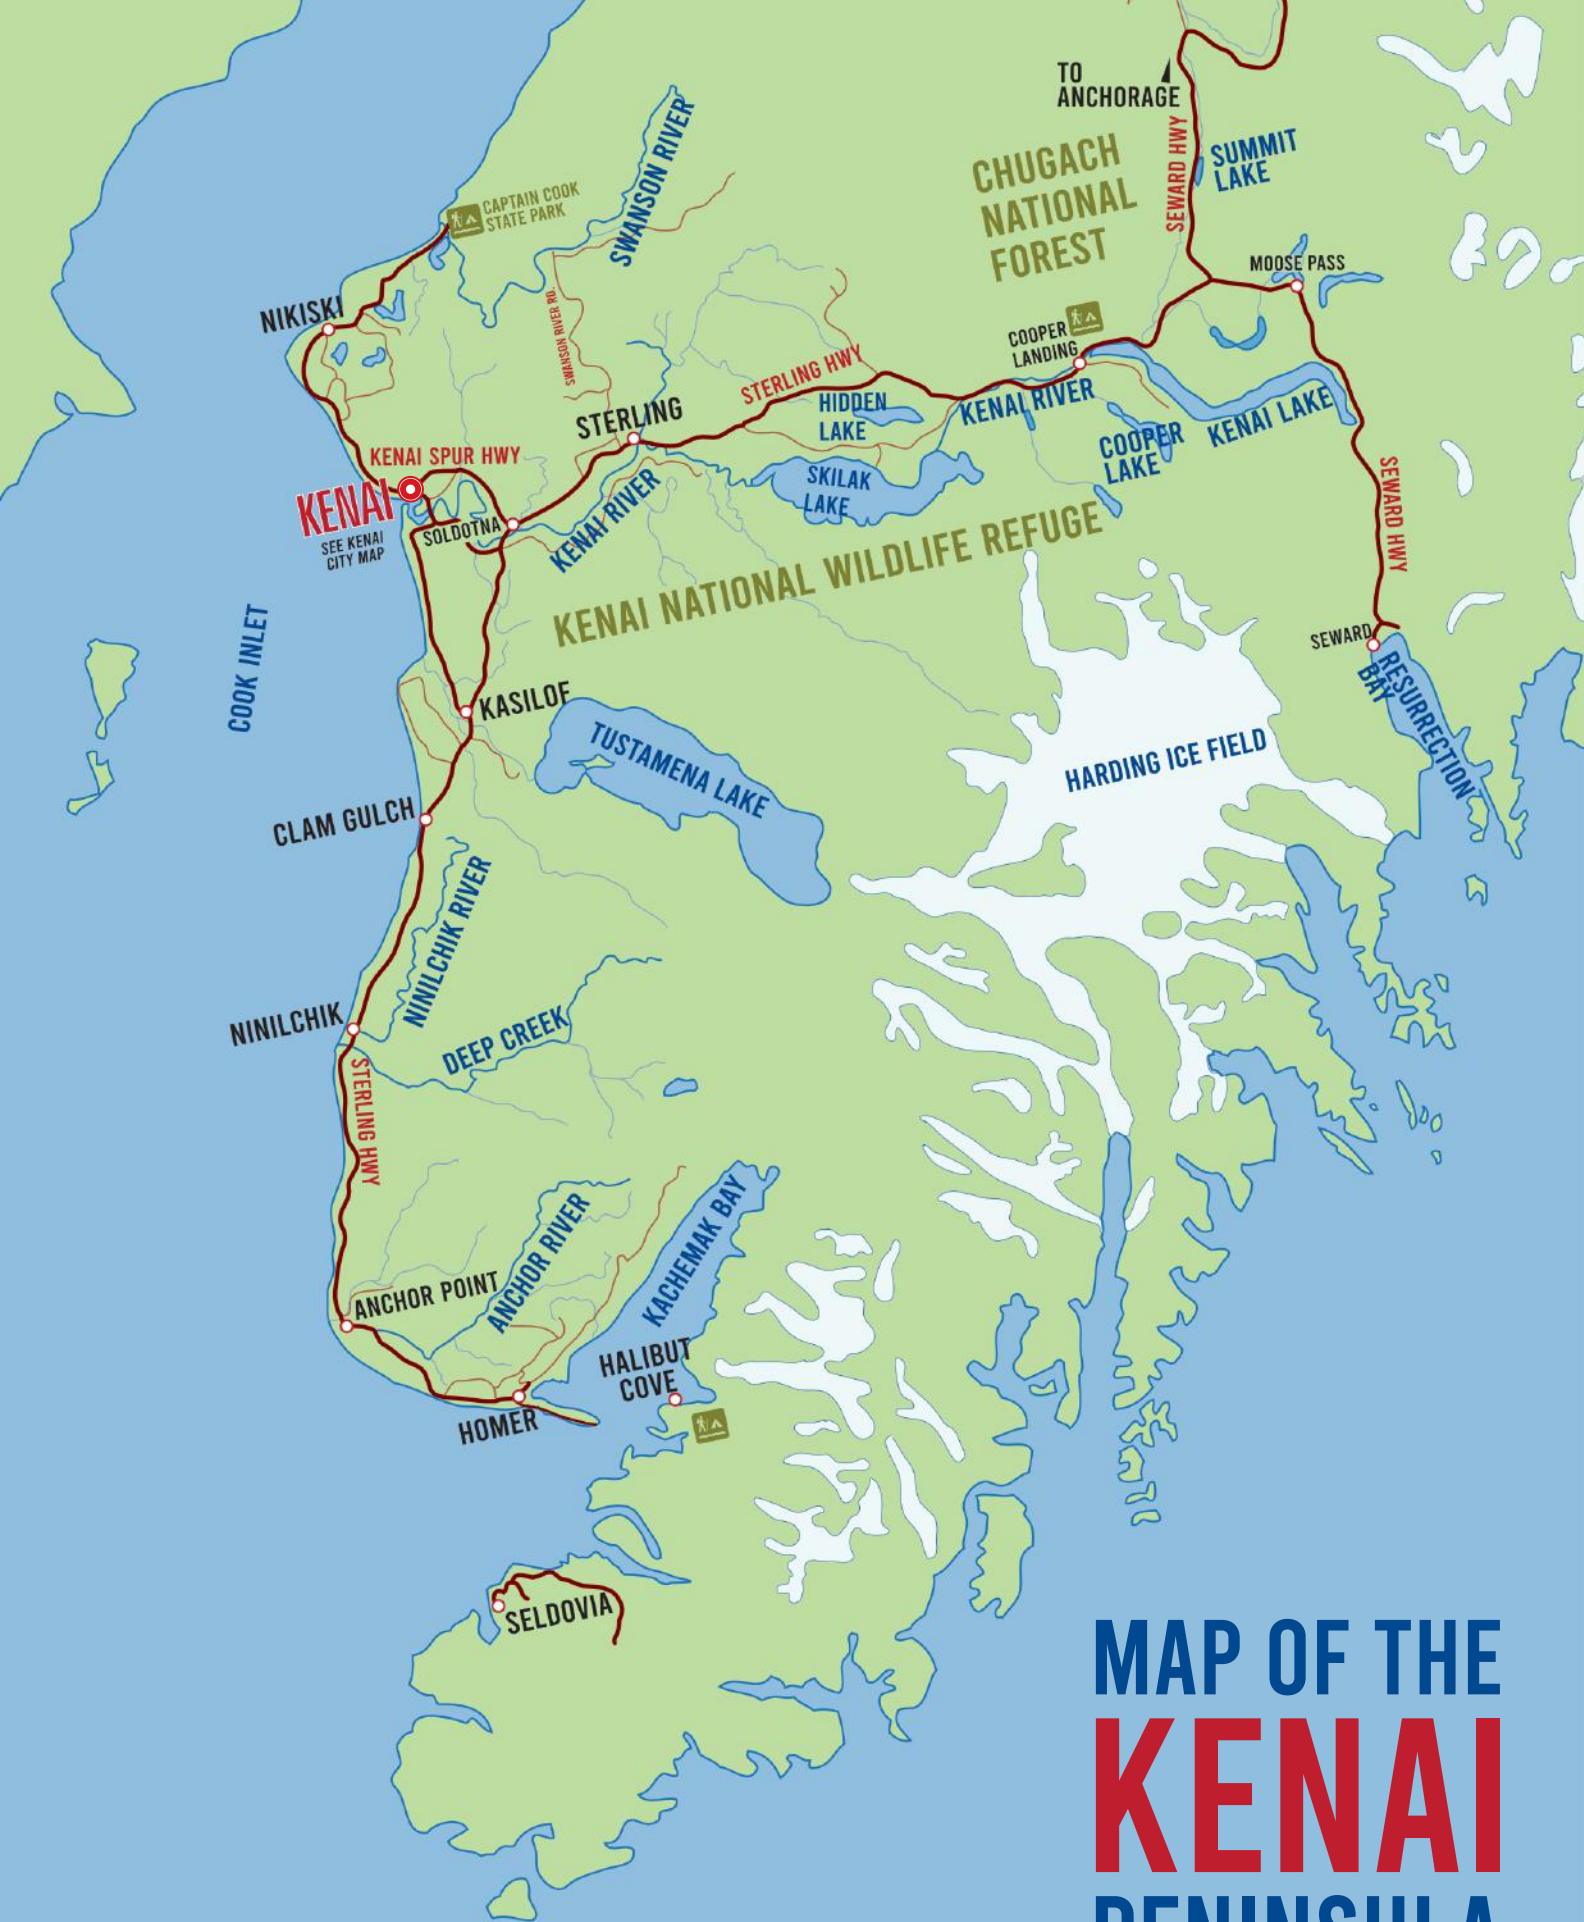 TO
ANCHORAGE
SEWARD HWY
SUMMIT
LAKE
CHUGACH
NATIONAL
FOREST
SWANSON RIVER
CAPTAIN COOK
STATE PARK
MOOSE PASS
NIKISKI
SWANSON RIVER RD.
COOPER
LANDING
STERLING HWY
HIDDEN
LAKE
KENAI RIVER
KENAI LAKE
COOPER
LAKE
STERLING
KENAI SPUR HWY
SKILAK
LAKE
KENAI
SEE KENAI
CITY MAP
SOLDOTNA
KENAI RIVER
SEWARD HWY
KENAI NATIONAL WILDLIFE REFUGE
COOK INLET
SEWARD
RESURRECTION
BAY
KASILOF
TUSTAMENA LAKE
HARDING ICE FIELD
CLAM GULCH
NINILCHIK RIVER
NINILCHIK
DEEP CREEK
STERLING HWY
ANCHOR RIVER
KACHEMAK BAY
ANCHOR POINT
HALIBUT
COVE
HOMER
SELDOVIA
MAP OF THE
KENAI
PENINSULA